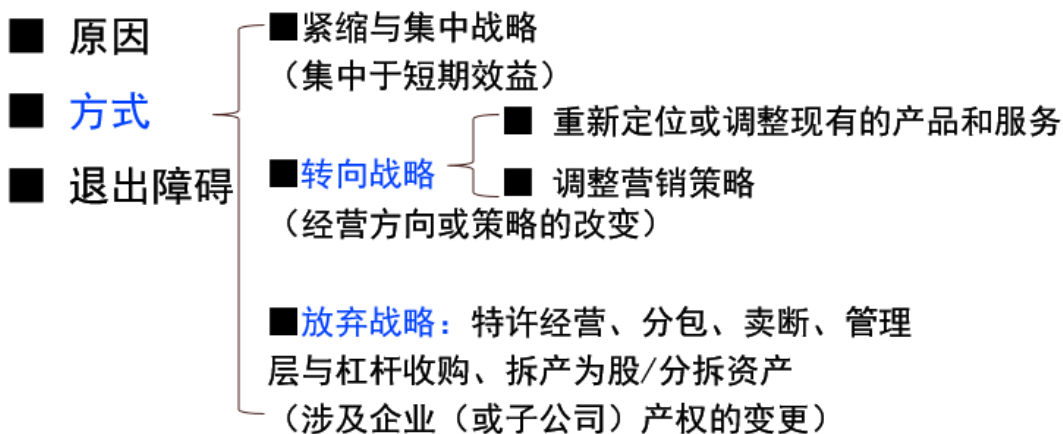 ■ 原因
■ 方式
■ 退出障碍
■紧缩与集中战略
（集中于短期效益）
■转向战略
■ 重新定位或调整现有的产品和服务
■ 调整营销策略
（经营方向或策略的改变）
■放弃战略：特许经营、分包、卖断、管理
层与杠杆收购、拆产为股/分拆资产
（涉及企业（或子公司）产权的变更）